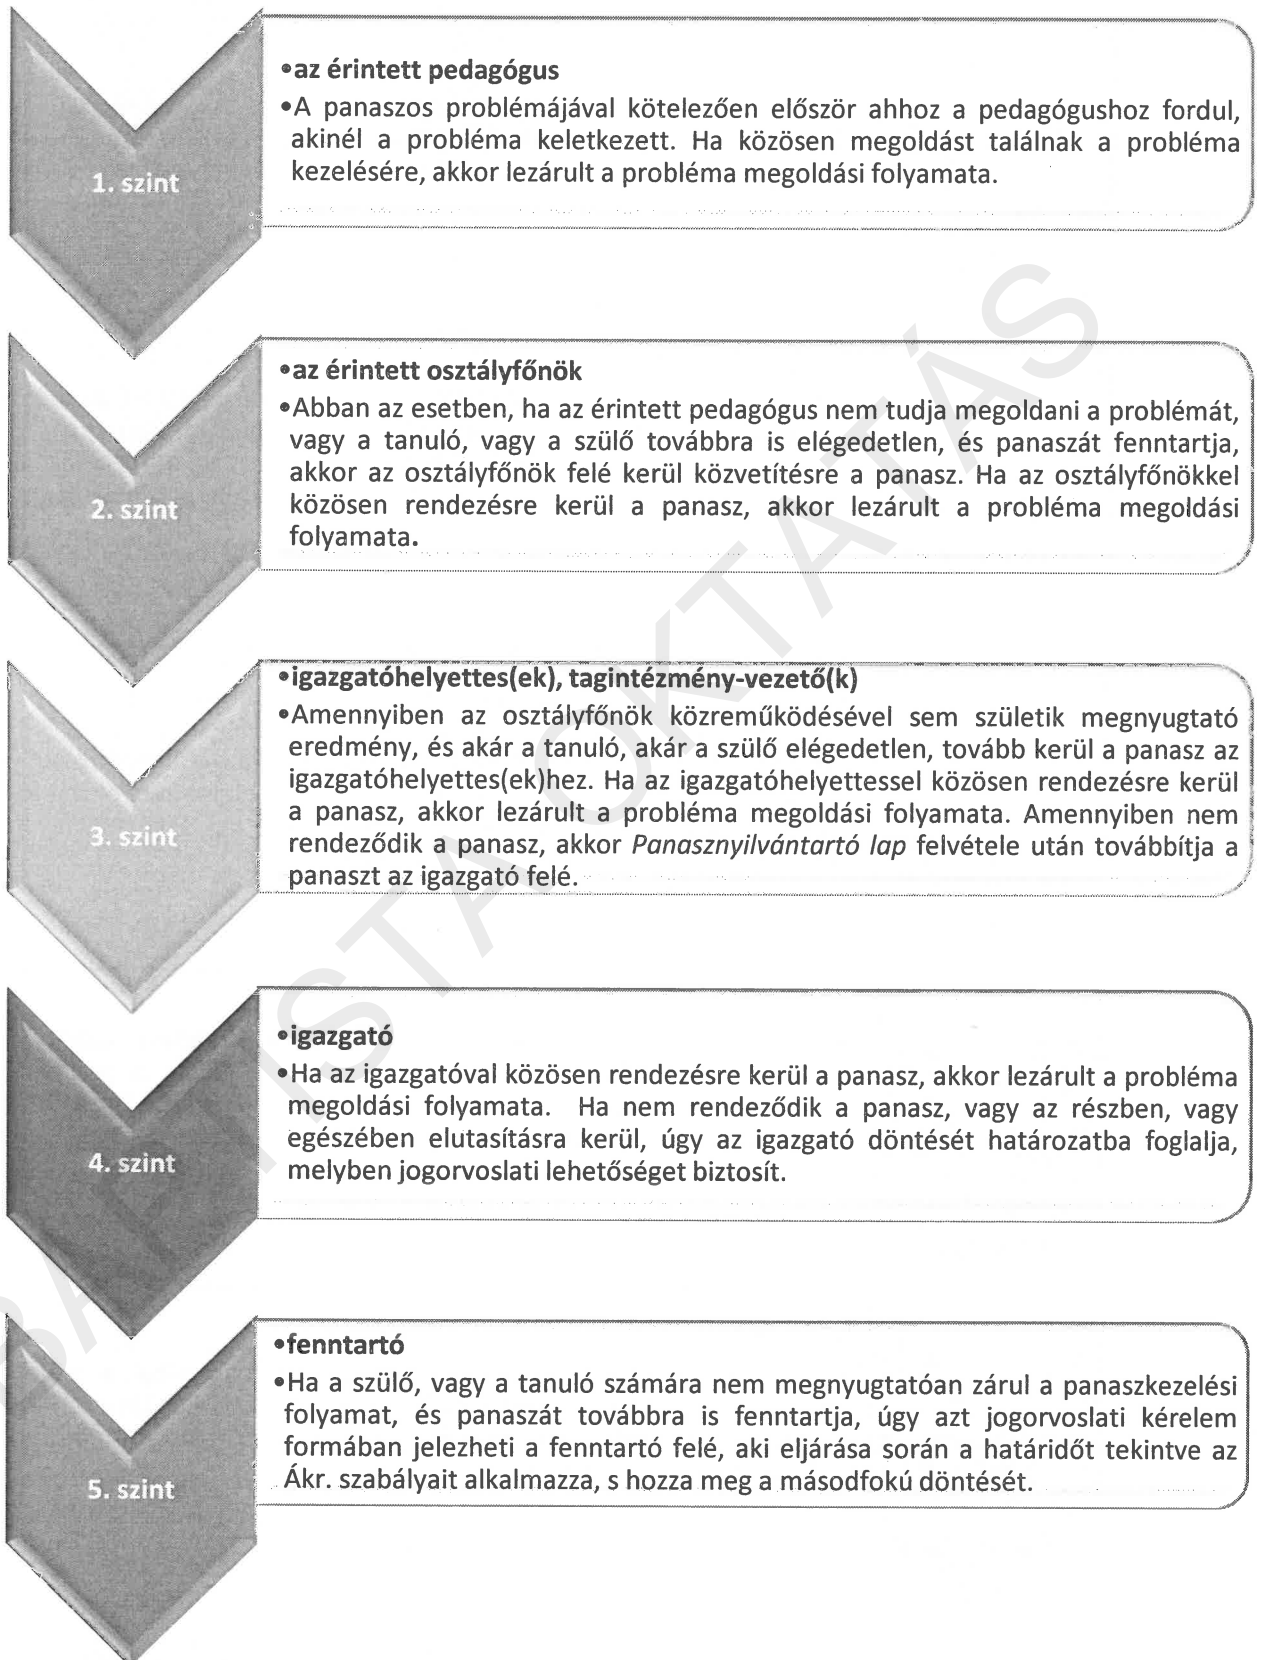 1. szint
•az érintett pedagógus
•A panaszos problémájával kötelezően először ahhoz a pedagógushoz fordul,
akinél a probléma keletkezett. Ha közösen megoldást találnak a probléma
kezelésére, akkor lezárult a probléma megoldási folyamata.
2. szint
•az érintett osztályfőnök
•Abban az esetben, ha az érintett pedagógus nem tudja megoldani a problémát,
vagy a tanuló, vagy a szülő továbbra is elégedetlen, és panaszát fenntartja,
akkor az osztályfőnök felé kerül közvetítésre a panasz. Ha az osztályfőnökkel
közösen rendezésre kerül a panasz, akkor lezárult a probléma megoldási
folyamata.
3. szint
•igazgatóhelyettes(ek), tagintézmény-vezető(k)
•Amennyiben az osztályfőnök közreműködésével sem születik megnyugtató
eredmény, és akár a tanuló, akár a szülő elégedetlen, tovább kerül a panasz az
igazgatóhelyettes(ek)hez. Ha az igazgatóhelyettessel közösen rendezésre kerül
a panasz, akkor lezárult a probléma megoldási folyamata. Amennyiben nem
rendeződik a panasz, akkor Panasznyilvántartó lap felvétele után továbbítja a
panaszt az igazgató felé.
4. szint
•igazgató
•Ha az igazgatóval közösen rendezésre kerül a panasz, akkor lezárult a probléma
megoldási folyamata. Ha nem rendeződik a panasz, vagy az részben, vagy
egészében elutasításra kerül, úgy az igazgató döntését határozatba foglalja,
melyben jogorvoslati lehetőséget biztosít.
5. szint
•fenntartó
•Ha a szülő, vagy a tanuló számára nem megnyugtatóan zárul a panaszkezelési
folyamat, és panaszát továbbra is fenntartja, úgy azt jogorvoslati kérelem
formában jelezheti a fenntartó felé, aki eljárása során a határidőt tekintve az
Ákr. szabályait alkalmazza, s hozza meg a másodfokú döntését.
OKTATÁS